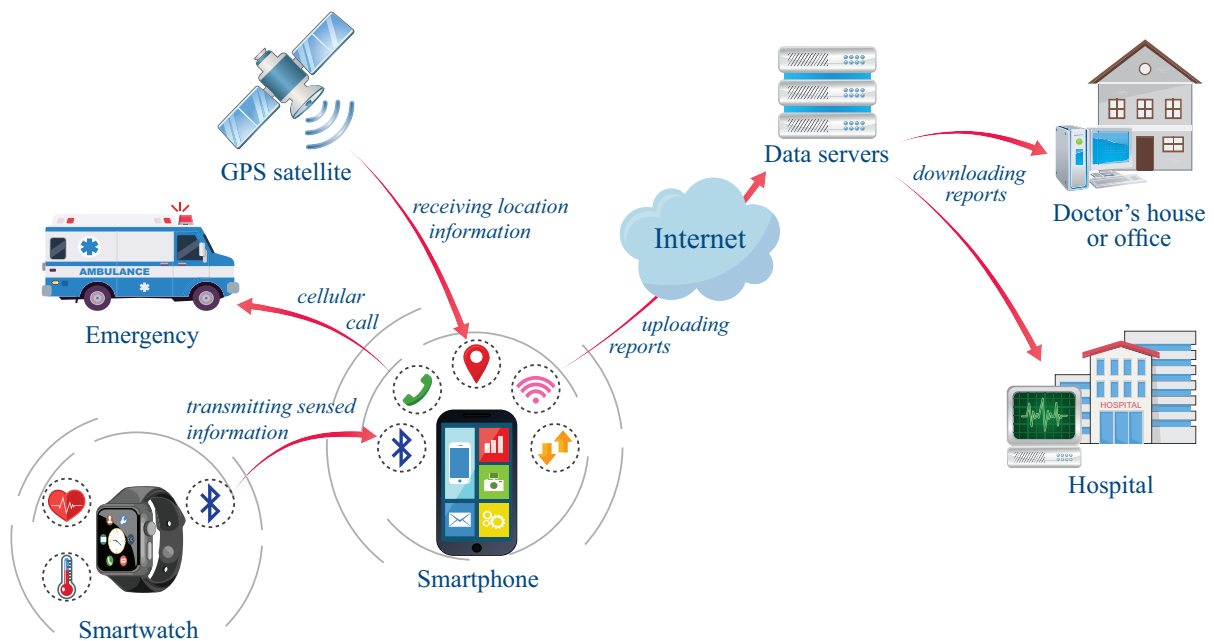 GPS satellite
receiving location
information
AMBULANCE
Emergency
cellular
call
transmitting sensed
information
Smartwatch
Smartphone
uploading
reports
Internet
Data servers
downloading
reports
Doctor’s house
or office
HOSPITAL
Hospital